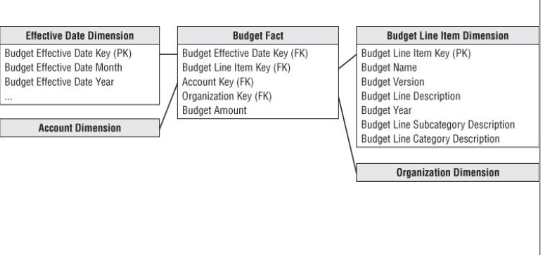 Effective Date Dimension
Budget Effective Date Key (PK)
Budget Effective Date Month
Budget Effective Date Year
...
Account Dimension
Budget Fact
Budget Effective Date Key (FK)
Budget Line Item Key (FK)
Account Key (FK)
Organization Key (FK)
Budget Amount
Budget Line Item Dimension
Budget Line Item Key (PK)
Budget Name
Budget Version
Budget Line Description
Budget Year
Budget Line Subcategory Description
Budget Line Category Description
Organization Dimension